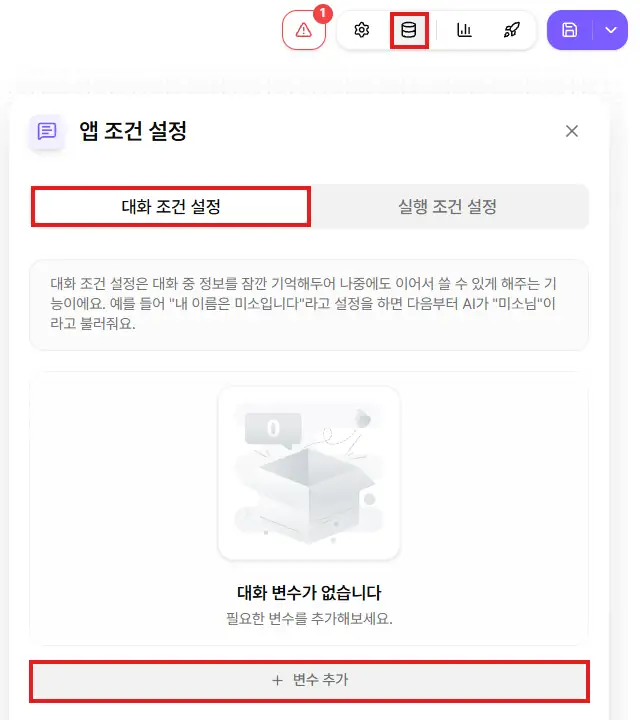 1
앱 조건 설정
대화 조건 설정
실행 조건 설정
대화 조건 설정은 대화 중 정보를 잠깐 기억해두어 나중에도 이어서 쓸 수 있게 해주는 기
능이에요. 예를 들어 "내 이름은 미소입니다"라고 설정을 하면 다음부터 AI가 "미소님"이
라고 불러줘요.
0
대화 변수가 없습니다
필요한 변수를 추가해보세요.
+ 변수 추가